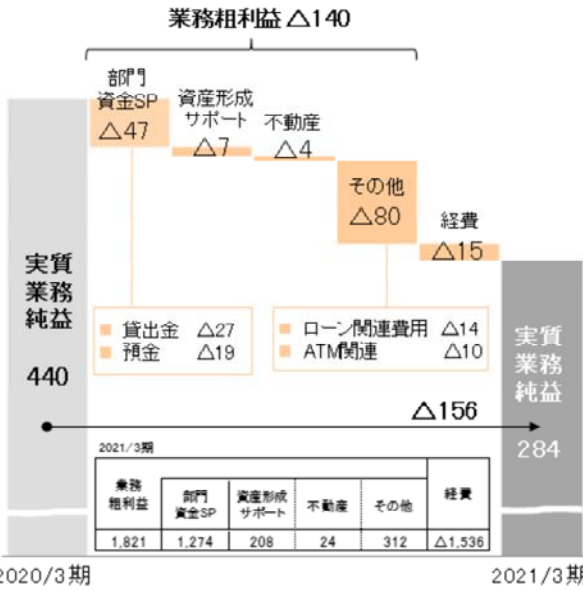 業務粗利益 △140
部門
資金SP
△47
資産形成
サポート
△7
不動産
△4
その他
△80
経費
△15
実質
業務
純益
440
■ 貸出金 △27
■ 預金 △19
■ ローン関連費用 △14
■ ATM関連 △10
実質
業務
純益
284
△156
2021/3期
業務
粗利益
部門
資金SP
資産形成
サポート
不動産
その他
経費
1,821 1,274 208 24 312 △1,536
2020/3期
2021/3期